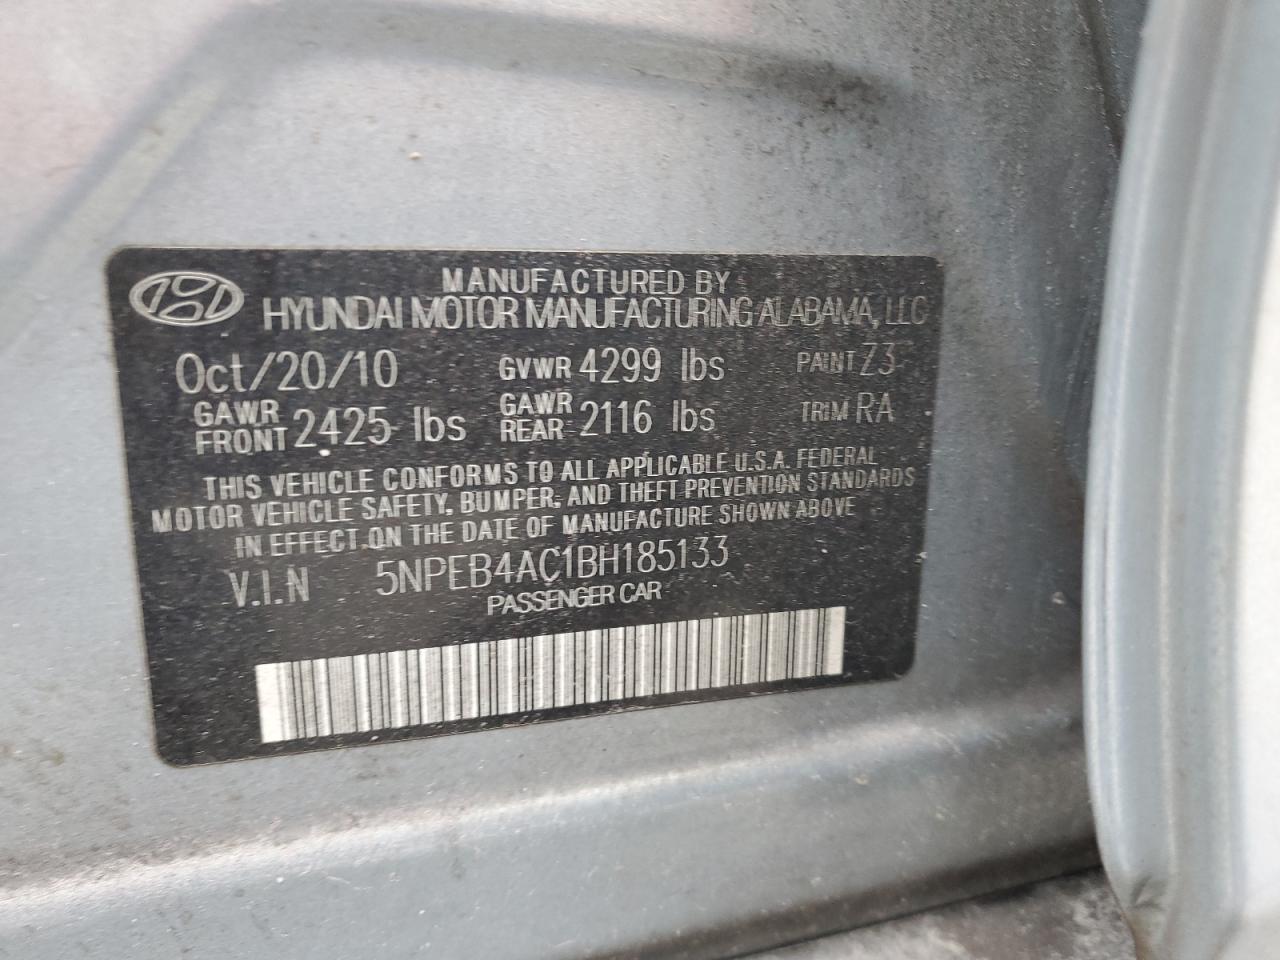 MANUFACTURED BY
HYUNDAI MOTOR MANUFACTURING ALABAMA, LLC
Oct/20/10 GVWR 4299 lbs PAINT Z3
GAWR FRONT 2425 lbs GAWR REAR 2116 lbs TRIM RA
THIS VEHICLE CONFORMS TO ALL APPLICABLE U.S.A. FEDERAL
MOTOR VEHICLE SAFETY, BUMPER, AND THEFT PREVENTION STANDARDS
IN EFFECT ON THE DATE OF MANUFACTURE SHOWN ABOVE
V.I.N 5NPEB4AC1BH185133
PASSENGER CAR